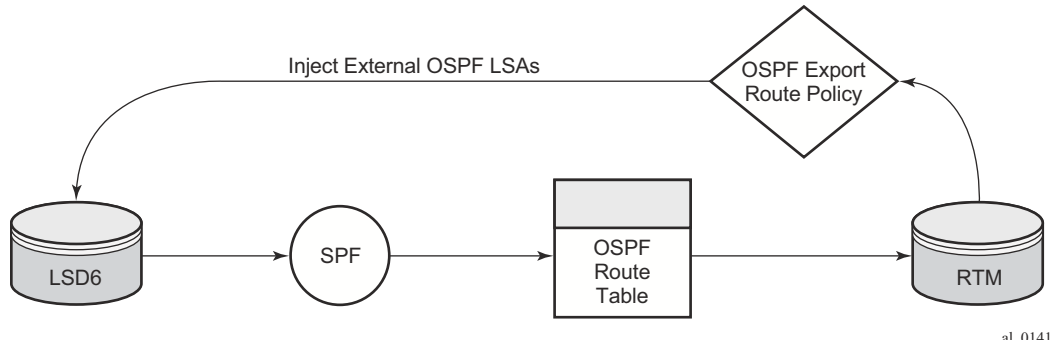 Inject External OSPF LSAs
OSPF Export
Route Policy
LSD6
SPF
OSPF
Route
Table
RTM
al_0141